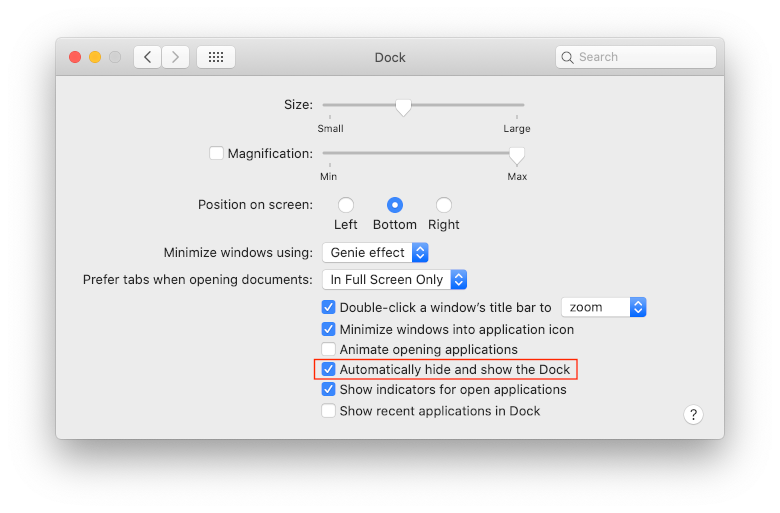 Dock
Search
Size:
Small Large
Magnification:
Min Max
Position on screen:
Left Bottom Right
Minimize windows using: Genie effect
Prefer tabs when opening documents: In Full Screen Only
Double-click a window’s title bar to zoom
Minimize windows into application icon
Animate opening applications
Automatically hide and show the Dock
Show indicators for open applications
Show recent applications in Dock
?